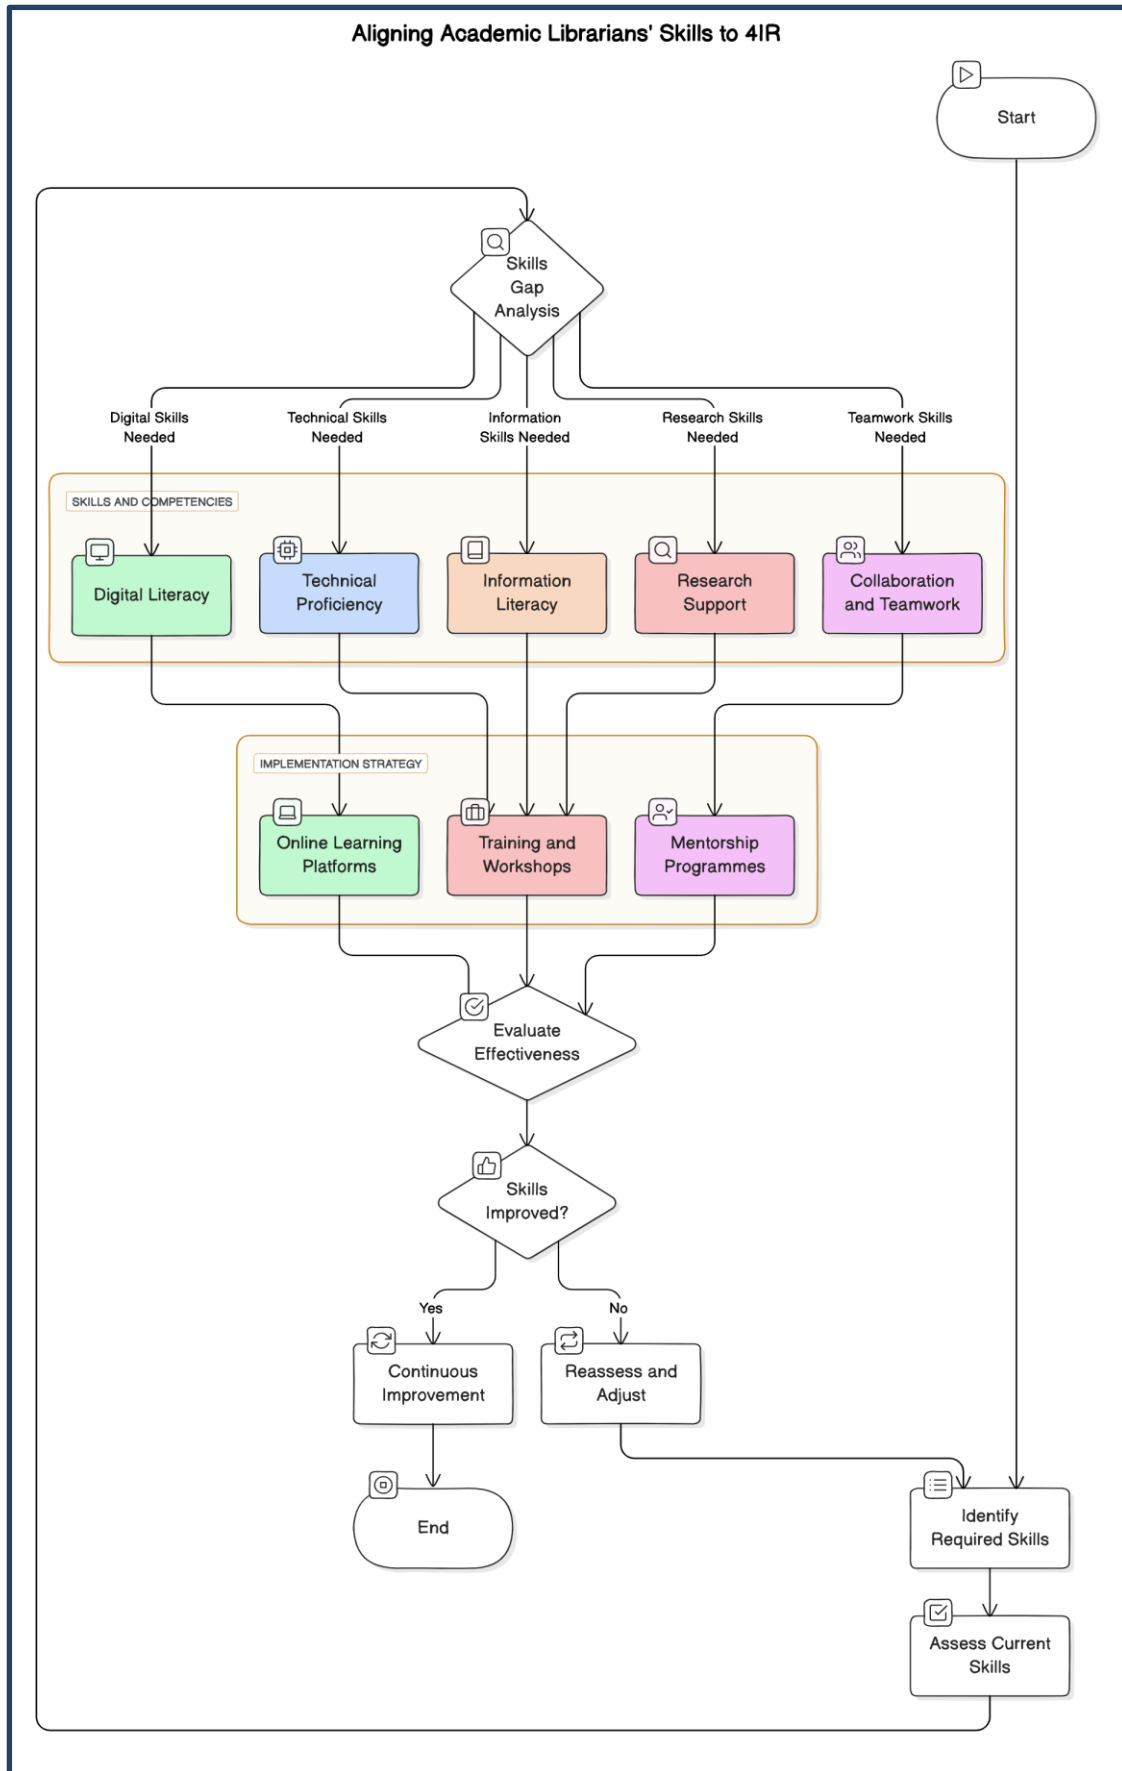 Aligning Academic Librarians' Skills to 4IR
Start
Skills
Gap
Analysis
Digital Skills
Needed
Technical Skills
Needed
Information
Skills Needed
Research Skills
Needed
Teamwork Skills
Needed
SKILLS AND COMPETENCIES
Digital Literacy
Technical
Proficiency
Information
Literacy
Research
Support
Collaboration
and Teamwork
IMPLEMENTATION STRATEGY
Online Learning
Platforms
Training and
Workshops
Mentorship
Programmes
Evaluate
Effectiveness
Skills
Improved?
Yes
No
Continuous
Improvement
Reassess and
Adjust
End
Identify
Required Skills
Assess Current
Skills